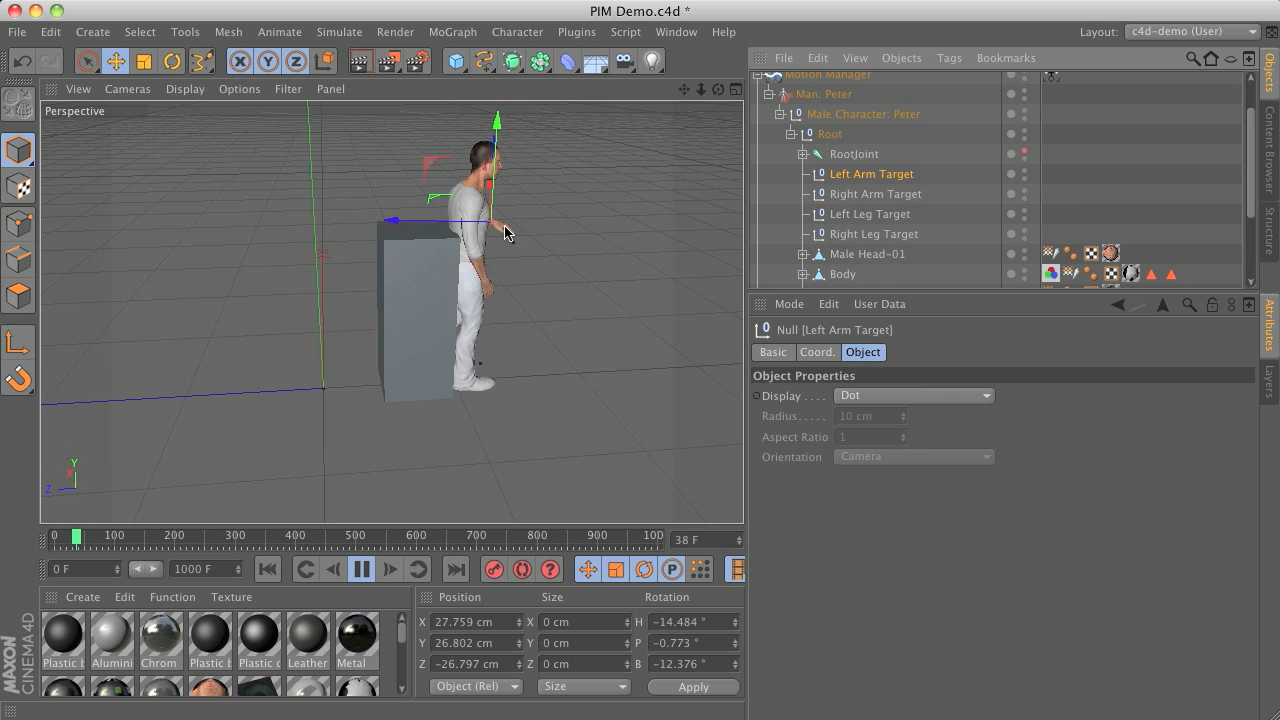 PIM Demo.c4d *
File Edit Create Select Tools Mesh Animate Simulate Render MoGraph Character Plugins Script Window Help
Layout: c4d-demo (User)
X Y Z
File Edit View Objects Tags Bookmarks
View Cameras Display Options Filter Panel
Perspective
Motion Manager
Man: Peter
Male Character: Peter
Root
RootJoint
Left Arm Target
Right Arm Target
Left Leg Target
Right Leg Target
Male Head-01
Body
Objects
Content Browser
Structure
Mode Edit User Data
Null [Left Arm Target]
Basic Coord. Object
Object Properties
Display . . . . Dot
Radius . . . . . 10 cm
Aspect Ratio 1
Orientation Camera
Attributes
Layers
Y
X
Z
0 100 200 300 400 500 600 700 800 900 100
38 F
0 F 1000 F
Create Edit Function Texture
Plastic Alumini Chrom Plastic Plastic Leather Metal
Position Size Rotation
X 27.759 cm X 0 cm H -14.484 °
Y 26.802 cm Y 0 cm P -0.773 °
Z -26.797 cm Z 0 cm B -12.376 °
Object (Rel) Size Apply
MAXON
CINEMA 4D